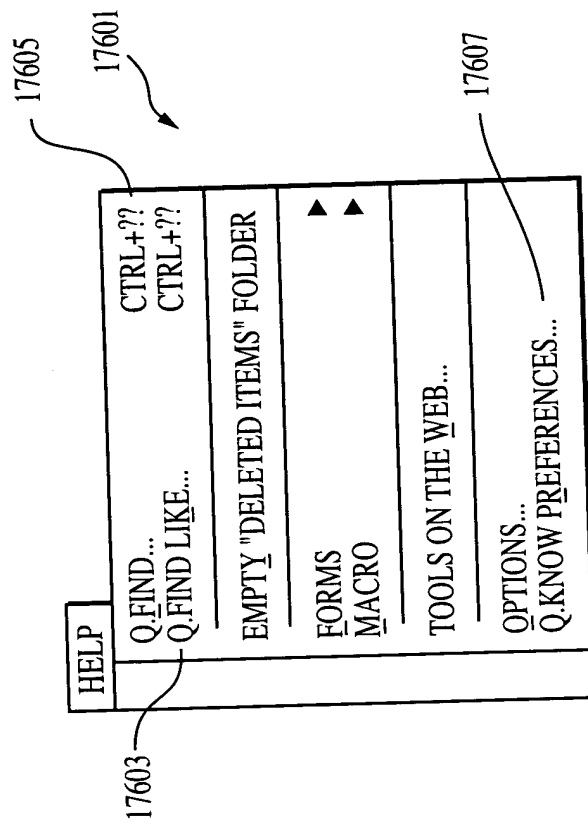 17605
17601
HELP
Q.FIND... CTRL+??
Q.FIND LIKE... CTRL+??
17603
EMPTY "DELETED ITEMS" FOLDER
FORMS
MACRO
TOOLS ON THE WEB...
OPTIONS...
Q.KNOW PREFERENCES...
17607